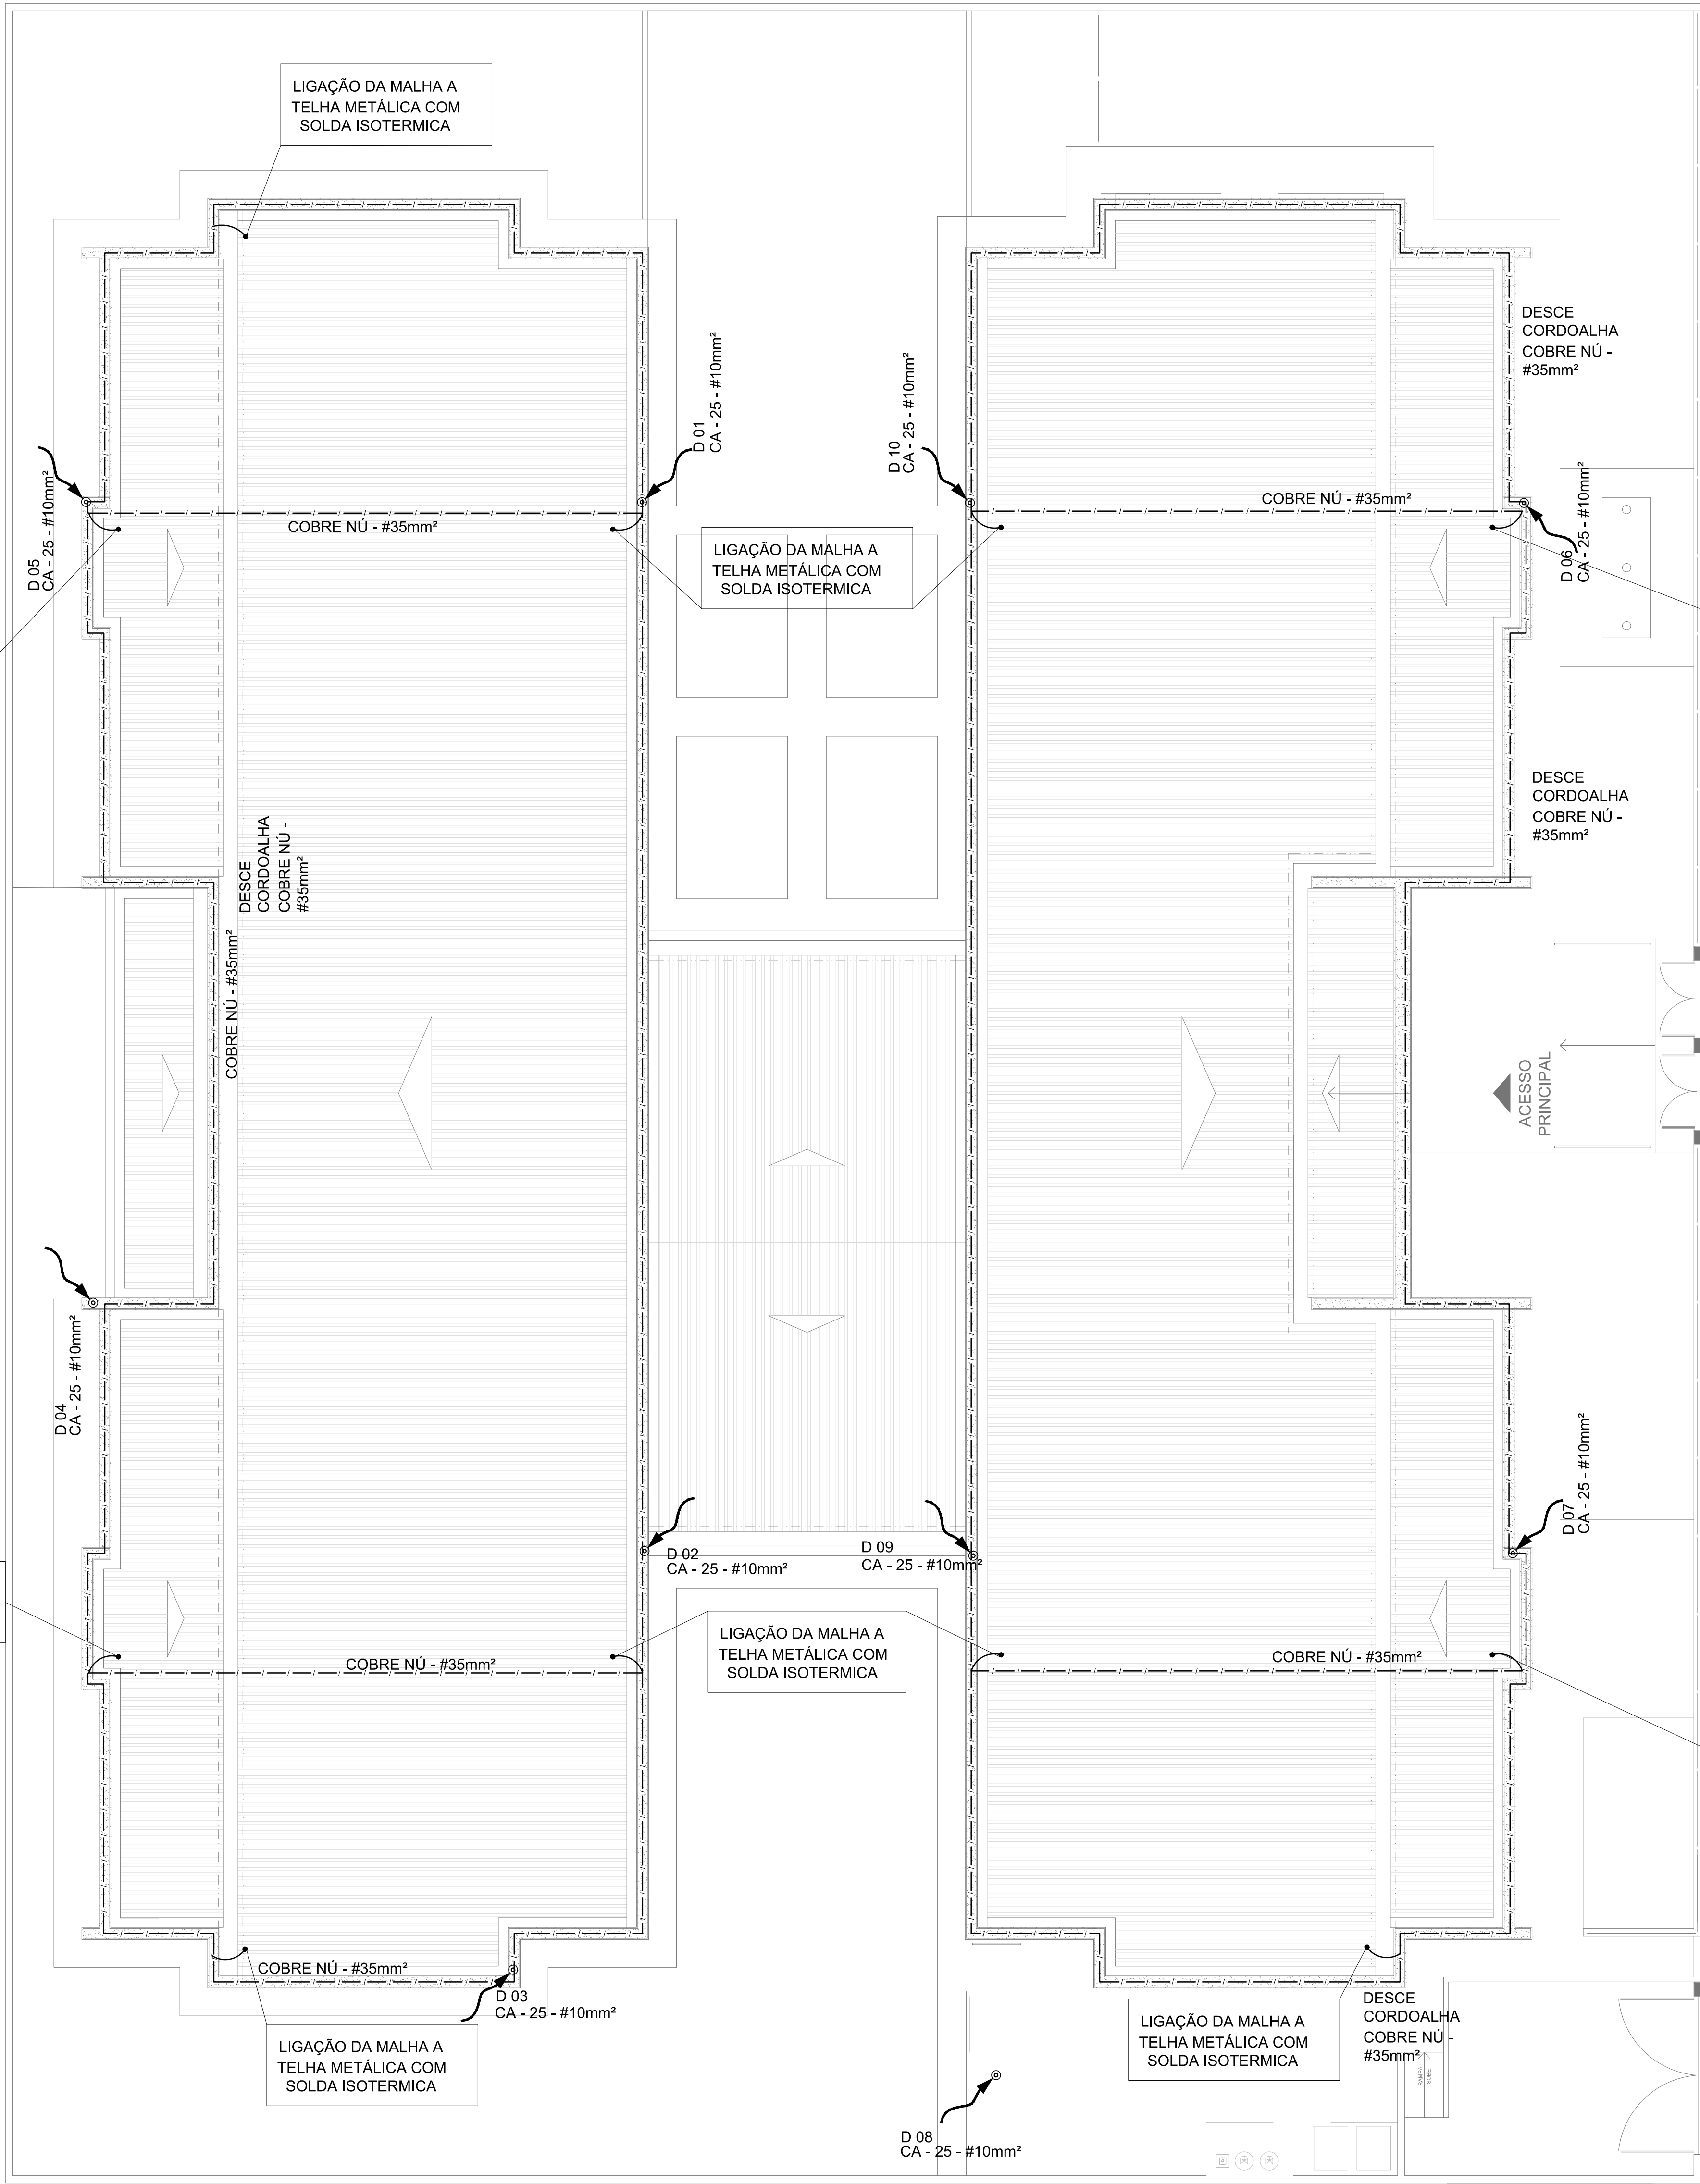 LIGAÇÃO DA MALHA A
TELHA METÁLICA COM
SOLDA ISOTERMICA
DESCE
CORDOALHA
COBRE NÚ -
#35mm²
D 01
CA - 25 - #10mm²
D 10
CA - 25 - #10mm²
D 05
CA - 25 - #10mm²
COBRE NÚ - #35mm²
COBRE NÚ - #35mm²
D 06
CA - 25 - #10mm²
LIGAÇÃO DA MALHA A
TELHA METÁLICA COM
SOLDA ISOTERMICA
DESCE
CORDOALHA
COBRE NÚ -
#35mm²
DESCE
CORDOALHA
COBRE NÚ -
#35mm²
COBRE NÚ - #35mm²
ACESSO
PRINCIPAL
D 04
CA - 25 - #10mm²
D 07
CA - 25 - #10mm²
D 02
CA - 25 - #10mm²
D 09
CA - 25 - #10mm²
LIGAÇÃO DA MALHA A
TELHA METÁLICA COM
SOLDA ISOTERMICA
COBRE NÚ - #35mm²
COBRE NÚ - #35mm²
COBRE NÚ - #35mm²
D 03
CA - 25 - #10mm²
LIGAÇÃO DA MALHA A
TELHA METÁLICA COM
SOLDA ISOTERMICA
LIGAÇÃO DA MALHA A
TELHA METÁLICA COM
SOLDA ISOTERMICA
DESCE
CORDOALHA
COBRE NÚ -
#35mm²
RAMPA
SOBE
D 08
CA - 25 - #10mm²